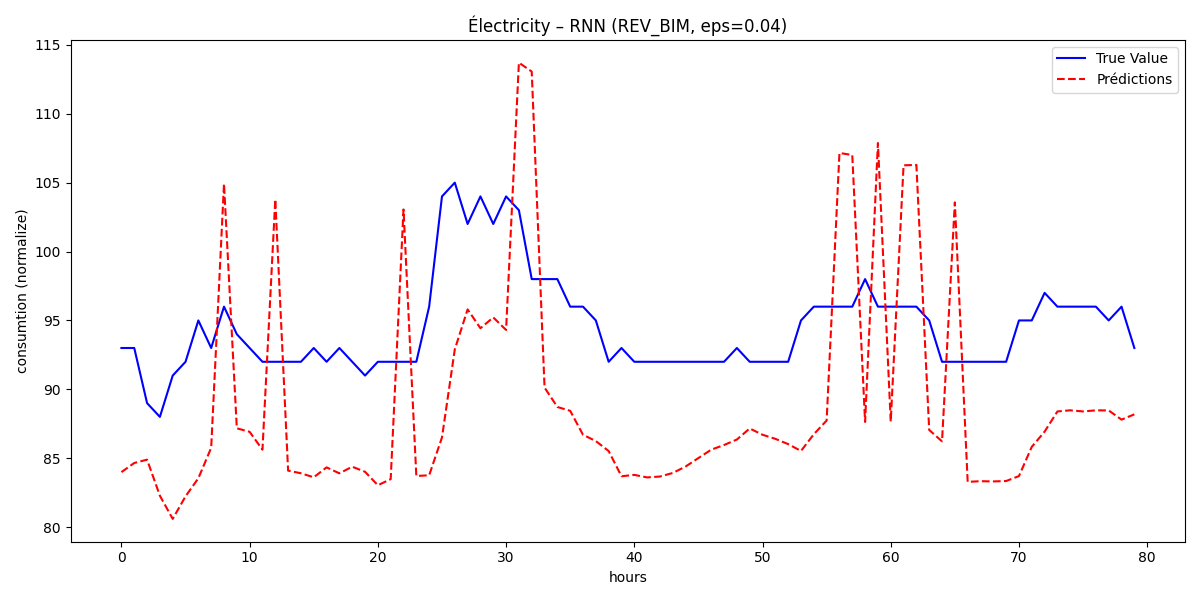 Électricity – RNN (REV_BIM, eps=0.04)
True Value
Prédictions
consumtion (normalize)
115
110
105
100
95
90
85
80
0 10 20 30 40 50 60 70 80
hours